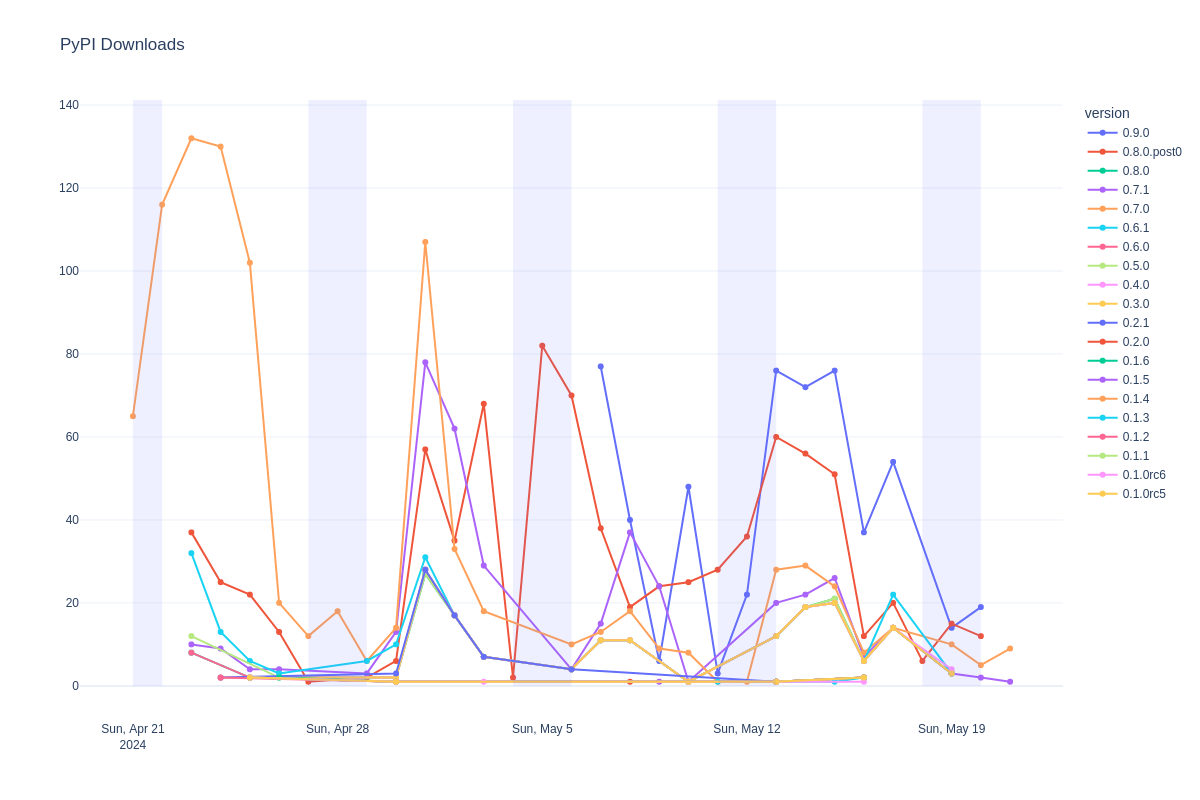 PyPI Downloads
140
120
100
80
60
40
20
0
Sun, Apr 21
2024
Sun, Apr 28
Sun, May 5
Sun, May 12
Sun, May 19
version
0.9.0
0.8.0.post0
0.8.0
0.7.1
0.7.0
0.6.1
0.6.0
0.5.0
0.4.0
0.3.0
0.2.1
0.2.0
0.1.6
0.1.5
0.1.4
0.1.3
0.1.2
0.1.1
0.1.0rc6
0.1.0rc5